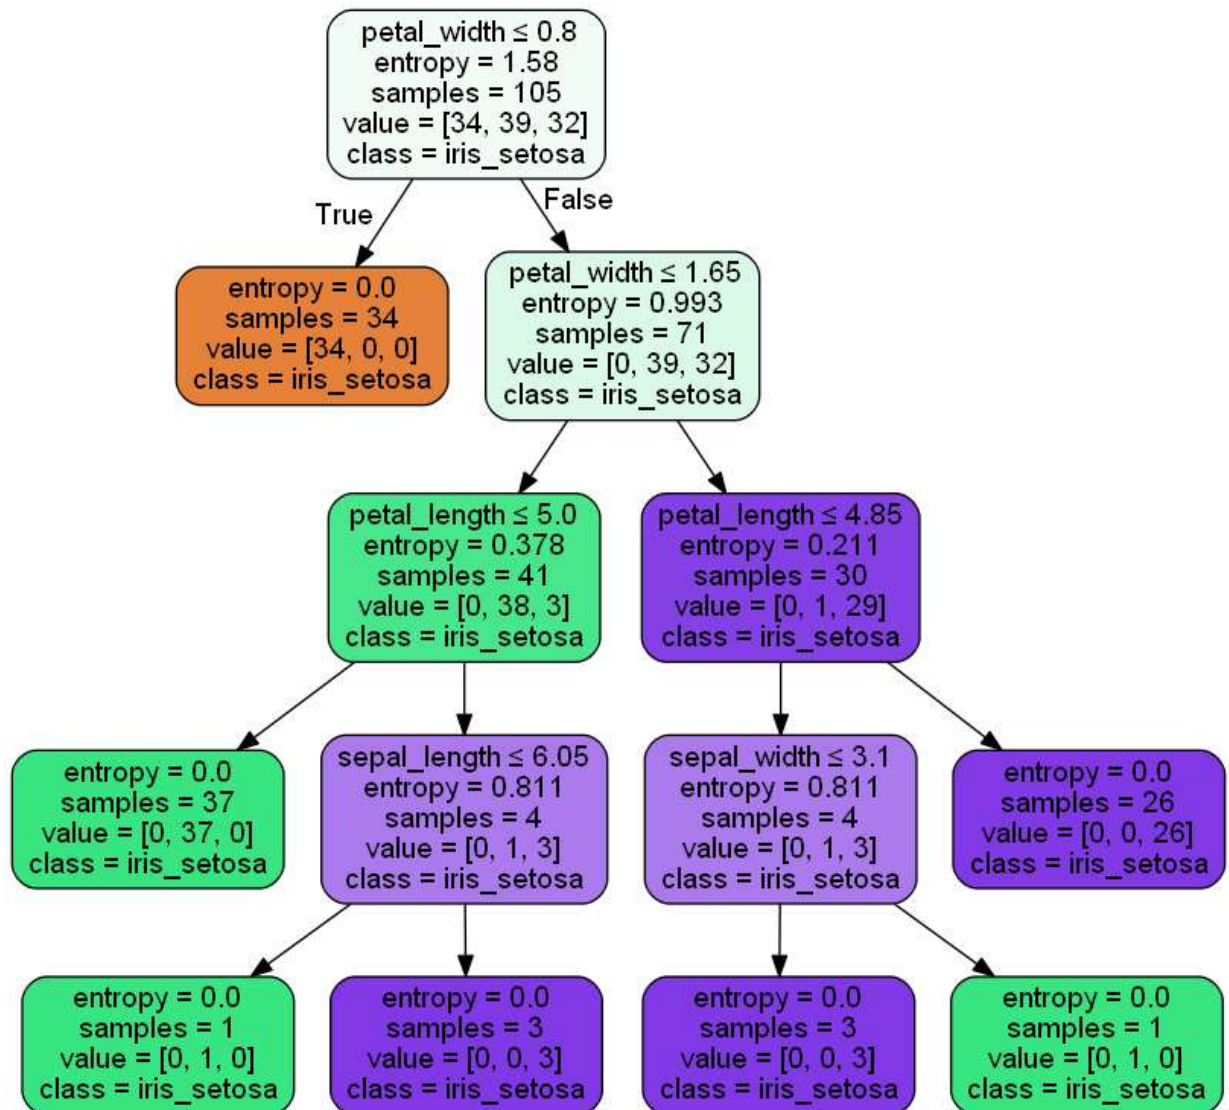 petal_width ≤ 0.8
entropy = 1.58
samples = 105
value = [34, 39, 32]
class = iris_setosa
True
False
entropy = 0.0
samples = 34
value = [34, 0, 0]
class = iris_setosa
petal_width ≤ 1.65
entropy = 0.993
samples = 71
value = [0, 39, 32]
class = iris_setosa
petal_length ≤ 5.0
entropy = 0.378
samples = 41
value = [0, 38, 3]
class = iris_setosa
petal_length ≤ 4.85
entropy = 0.211
samples = 30
value = [0, 1, 29]
class = iris_setosa
entropy = 0.0
samples = 37
value = [0, 37, 0]
class = iris_setosa
sepal_length ≤ 6.05
entropy = 0.811
samples = 4
value = [0, 1, 3]
class = iris_setosa
sepal_width ≤ 3.1
entropy = 0.811
samples = 4
value = [0, 1, 3]
class = iris_setosa
entropy = 0.0
samples = 26
value = [0, 0, 26]
class = iris_setosa
entropy = 0.0
samples = 1
value = [0, 1, 0]
class = iris_setosa
entropy = 0.0
samples = 3
value = [0, 0, 3]
class = iris_setosa
entropy = 0.0
samples = 3
value = [0, 0, 3]
class = iris_setosa
entropy = 0.0
samples = 1
value = [0, 1, 0]
class = iris_setosa